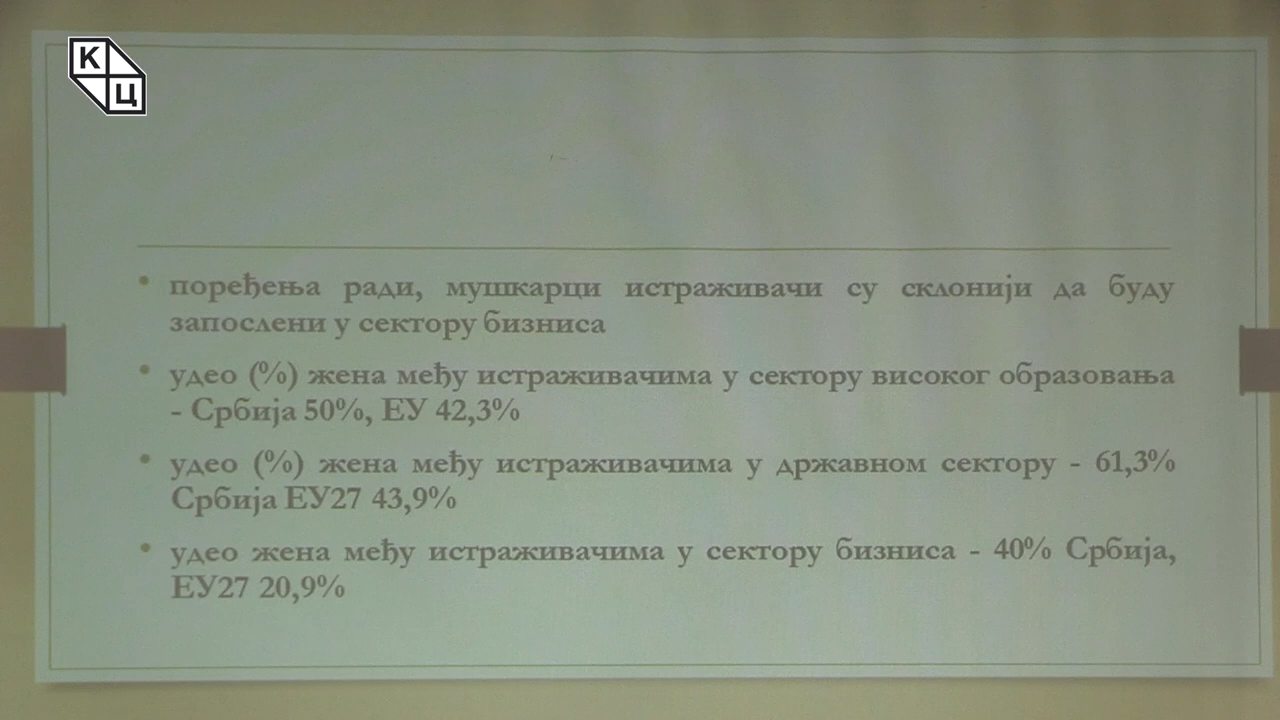 К
Ц
поређења ради, мушкарци истраживачи су склонији да буду
запослени у сектору бизниса
удео (%) жена међу истраживачима у сектору високог образовања
- Србија 50%, ЕУ 42,3%
удео (%) жена међу истраживачима у државном сектору - 61,3%
Србија ЕУ27 43,9%
удео жена међу истраживачима у сектору бизниса - 40% Србија,
ЕУ27 20,9%